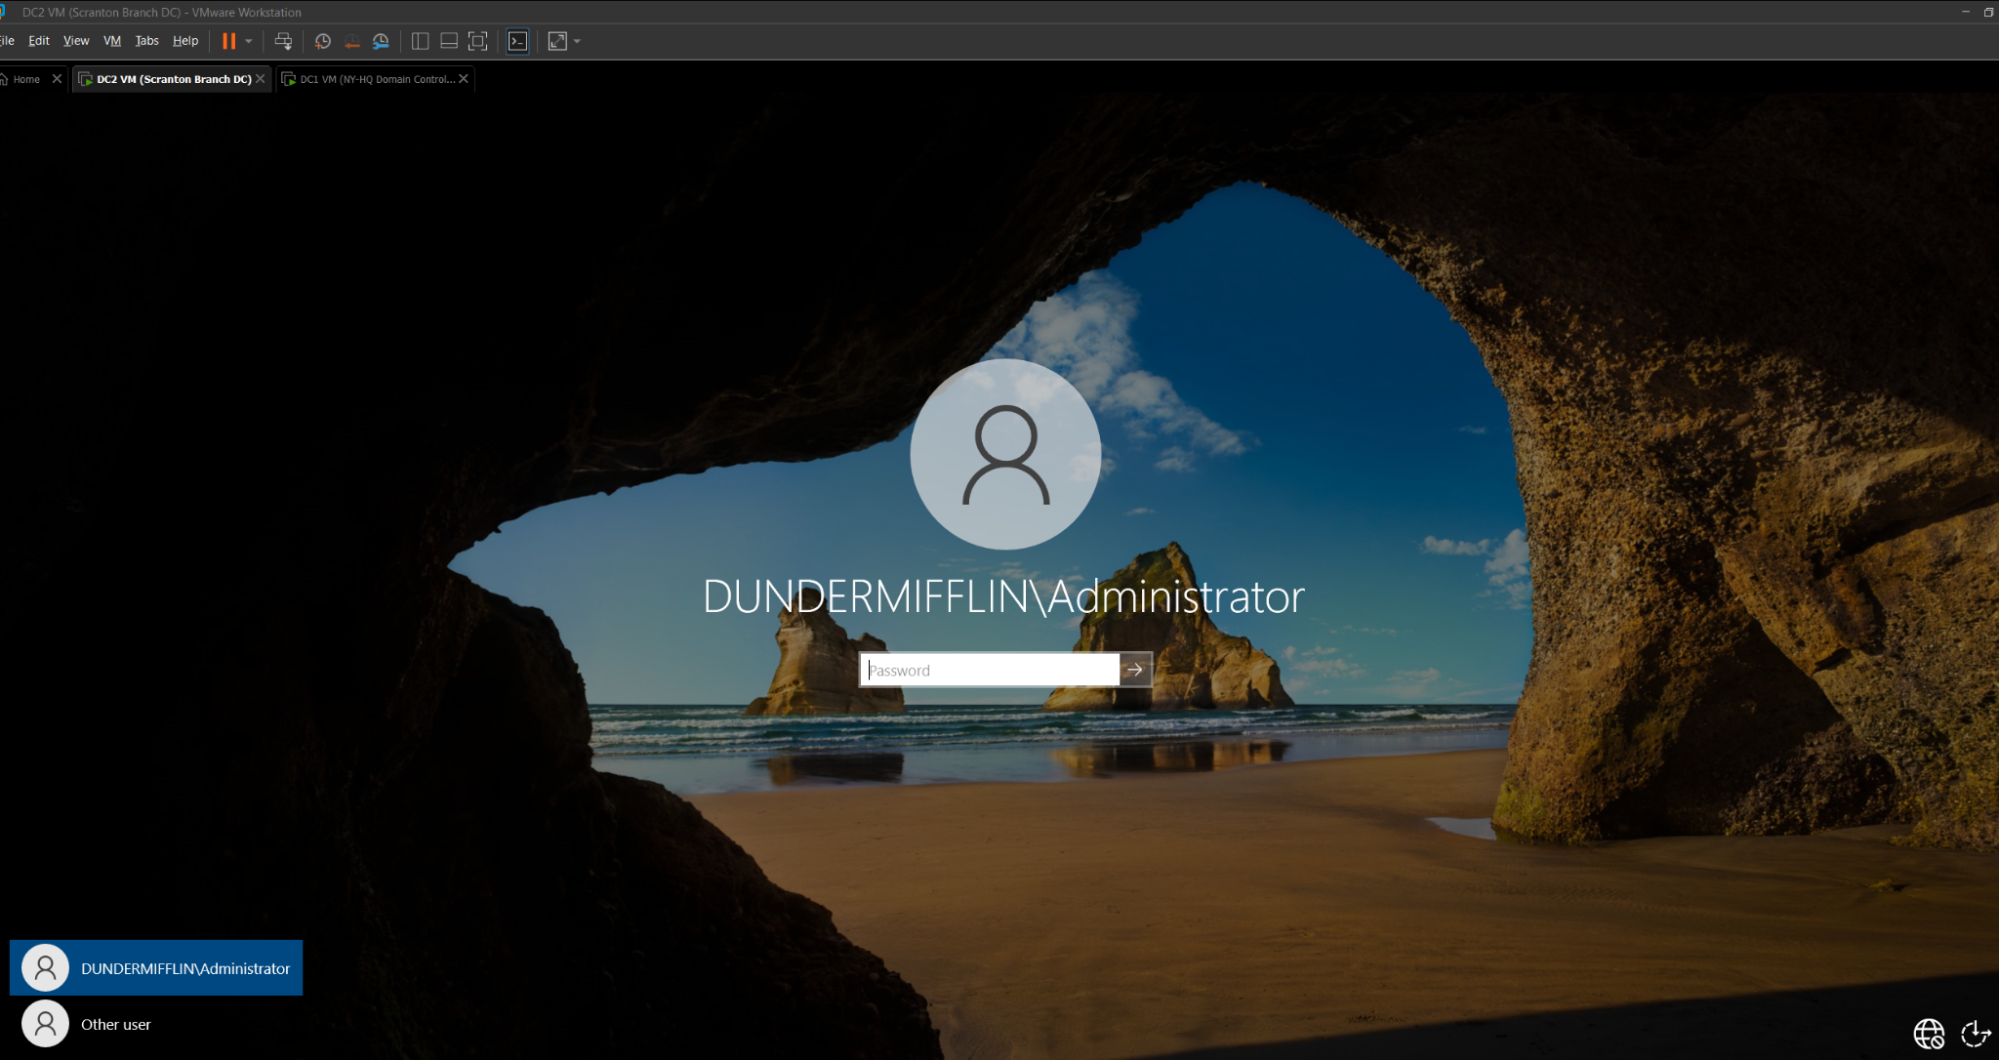 DC2 VM (Scranton Branch DC) - VMware Workstation
ile Edit View VM Tabs Help
Home DC2 VM (Scranton Branch DC) DC1 VM (NY-HQ Domain Control...
DUNDERMIFFLIN\Administrator
Password
DUNDERMIFFLIN\Administrator
Other user